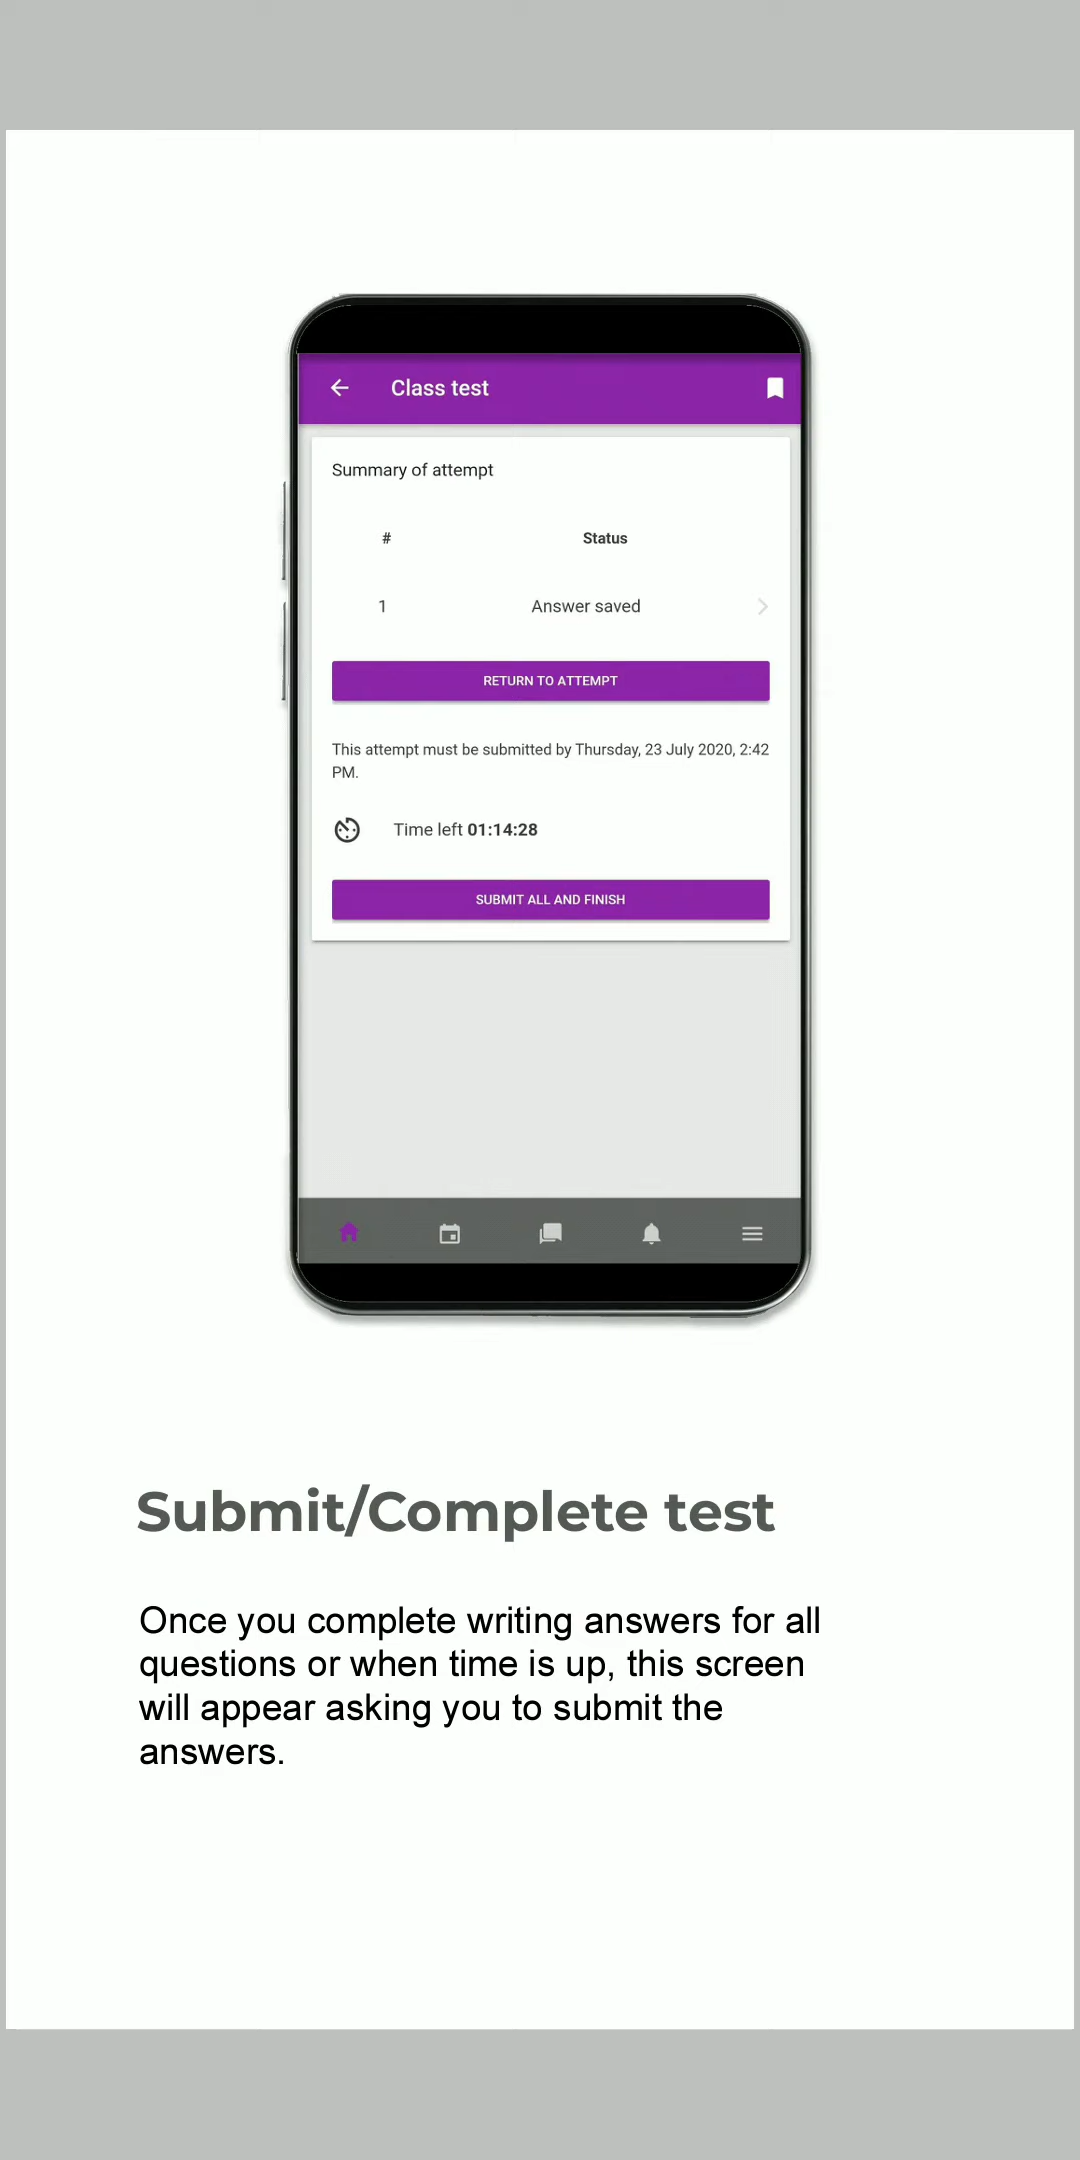 Class test
Summary of attempt
# Status
1 Answer saved
RETURN TO ATTEMPT
This attempt must be submitted by Thursday, 23 July 2020, 2:42
PM.
Time left 01:14:28
SUBMIT ALL AND FINISH
Submit/Complete test
Once you complete writing answers for all
questions or when time is up, this screen
will appear asking you to submit the
answers.